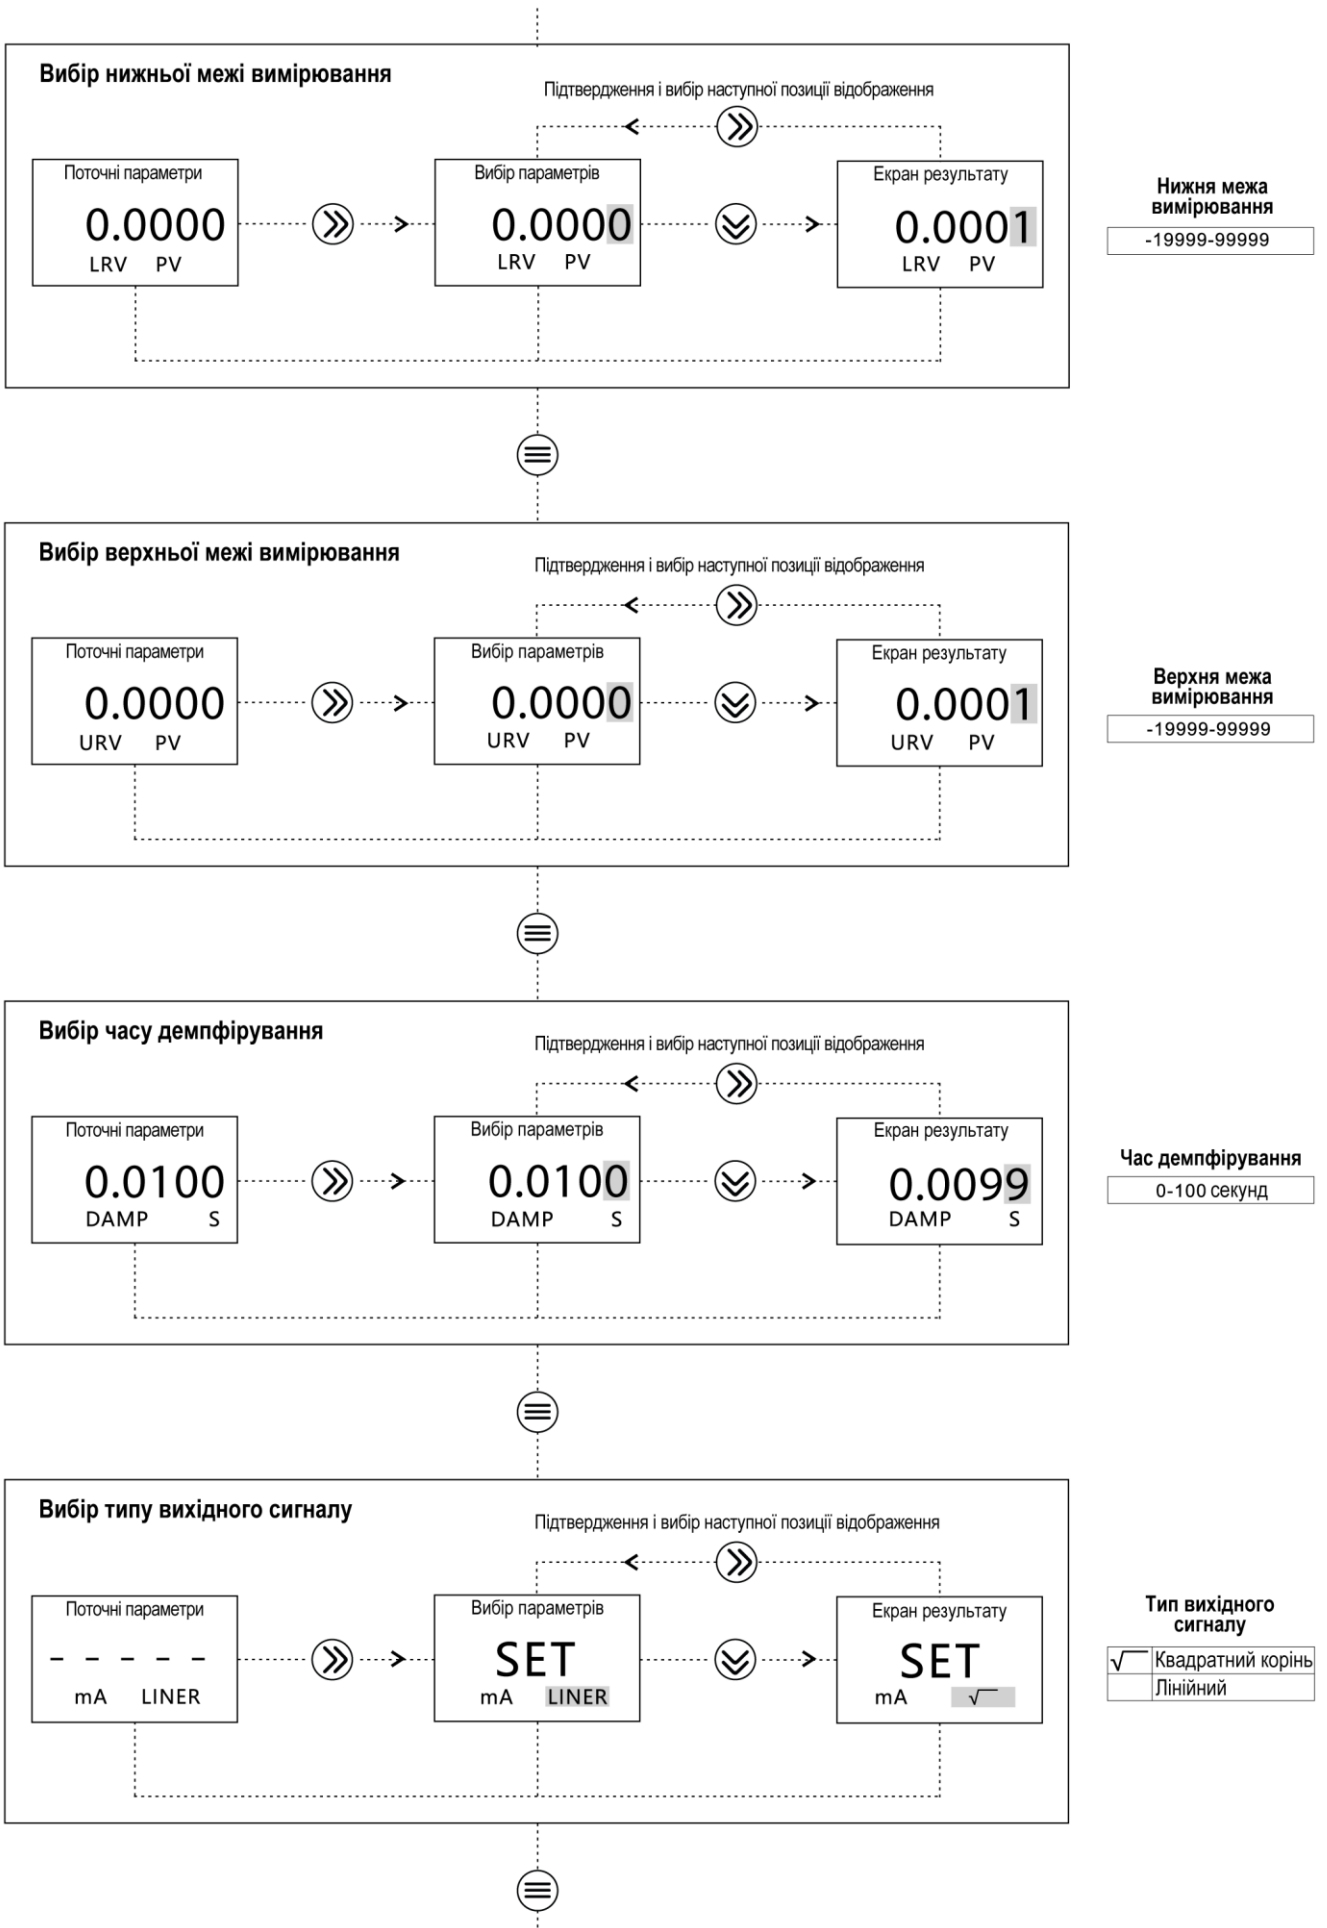 Вибір нижньої межі вимірювання
Підтвердження і вибір наступної позиції відображення
Поточні параметри
0.0000
LRV PV
Вибір параметрів
0.0000
LRV PV
Екран результату
0.0001
LRV PV
Нижня межа
вимірювання
-19999-99999
Вибір верхньої межі вимірювання
Підтвердження і вибір наступної позиції відображення
Поточні параметри
0.0000
URV PV
Вибір параметрів
0.0000
URV PV
Екран результату
0.0001
URV PV
Верхня межа
вимірювання
-19999-99999
Вибір часу демпфірування
Підтвердження і вибір наступної позиції відображення
Поточні параметри
0.0100
DAMP S
Вибір параметрів
0.0100
DAMP S
Екран результату
0.0099
DAMP S
Час демпфірування
0-100 секунд
Вибір типу вихідного сигналу
Підтвердження і вибір наступної позиції відображення
Поточні параметри
- - - - -
mA LINER
Вибір параметрів
SET
mA LINER
Екран результату
SET
mA √
Тип вихідного
сигналу
√ Квадратний корінь
Лінійний